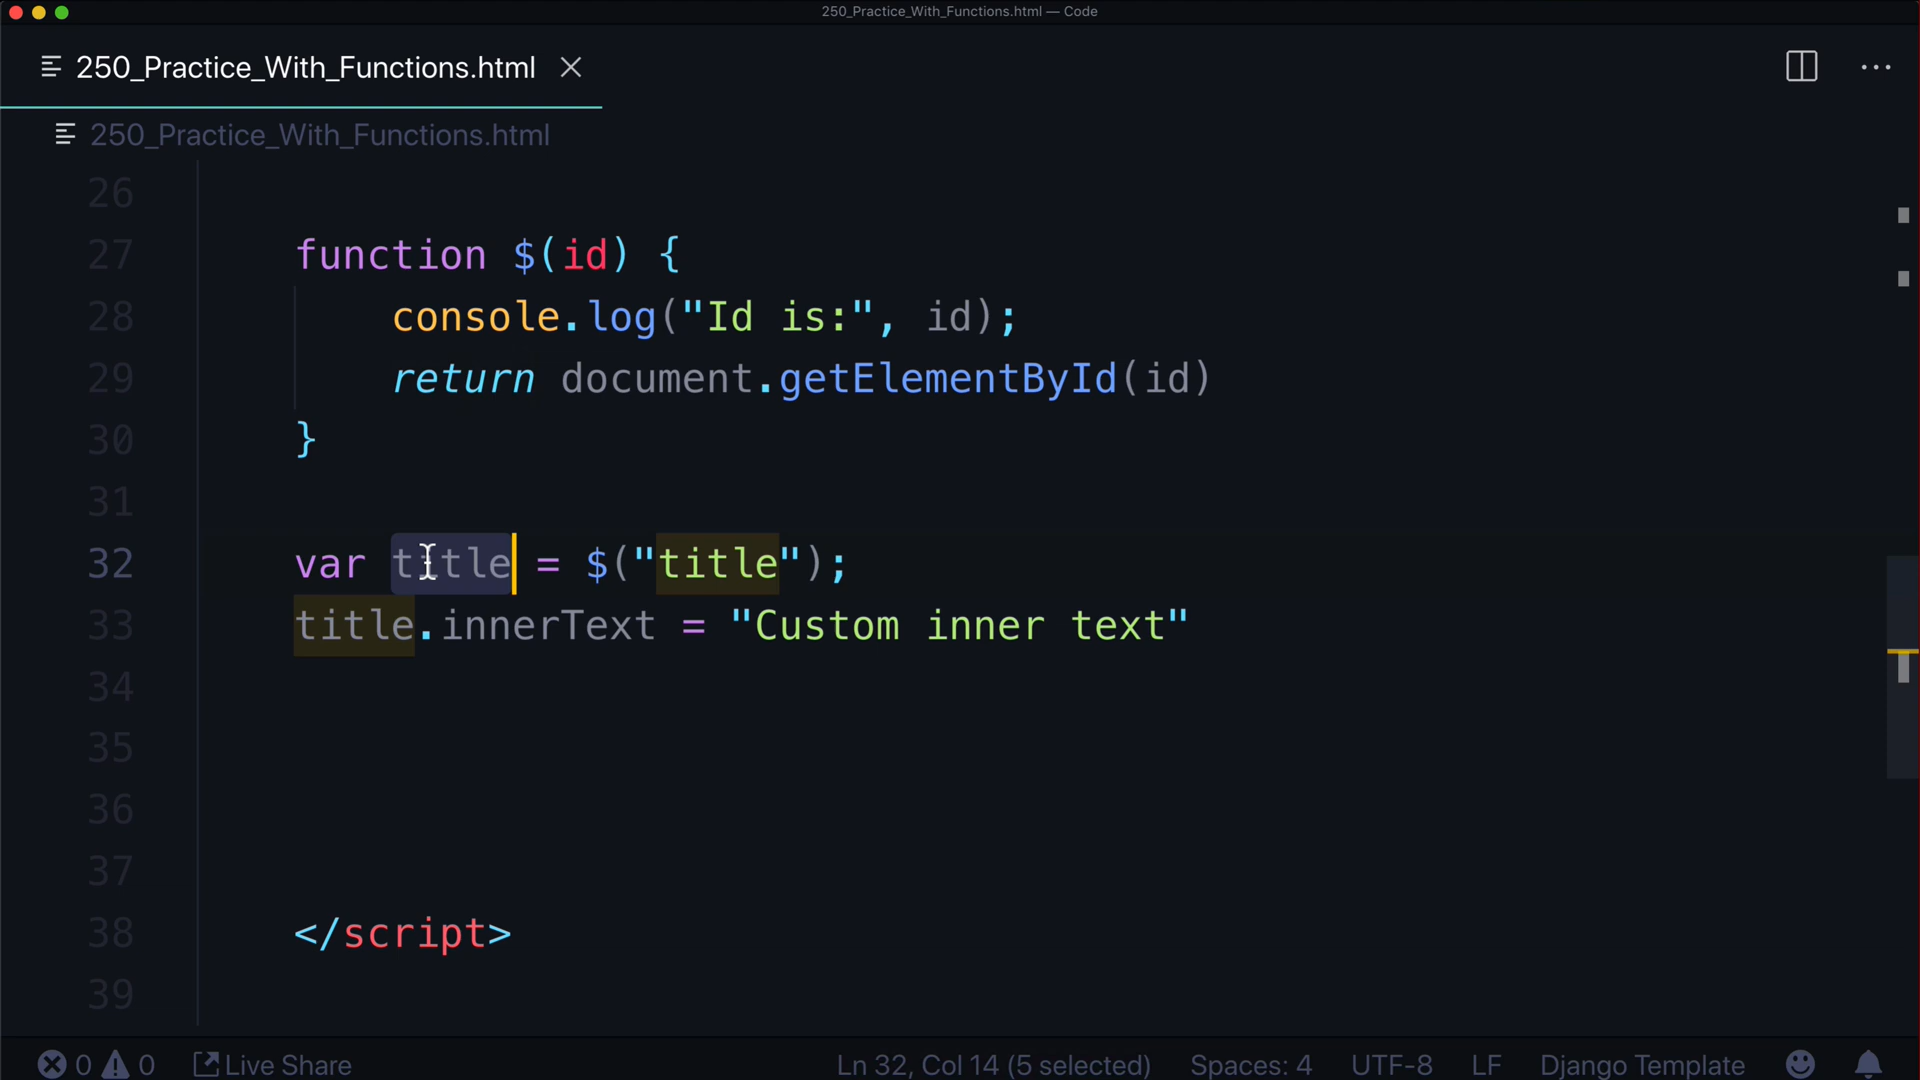 250_Practice_With_Functions.html — Code
250_Practice_With_Functions.html
250_Practice_With_Functions.html
26
27 function $(id) {
28 console.log("Id is:", id);
29 return document.getElementById(id)
30 }
31
32 var title = $("title");
33 title.innerText = "Custom inner text"
34
35
36
37
38 </script>
39
0 0 Live Share Ln 32, Col 14 (5 selected) Spaces: 4 UTF-8 LF Django Template